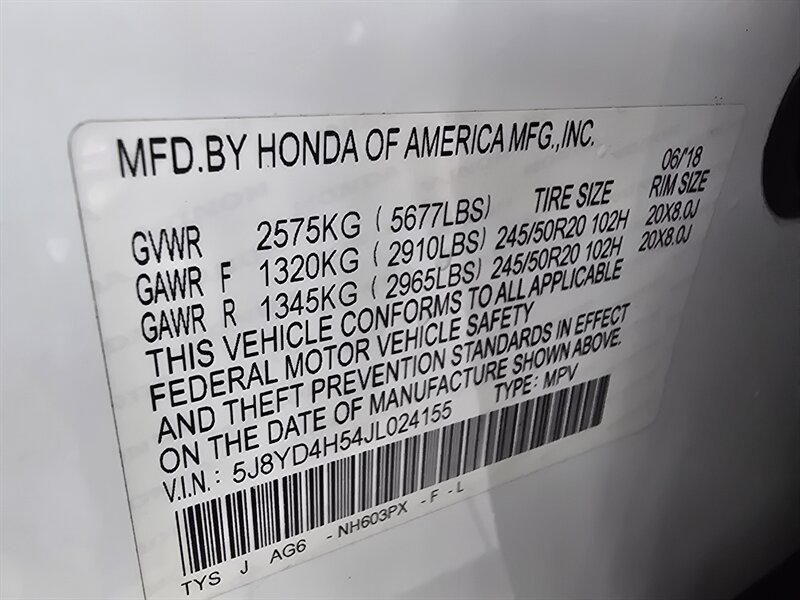 MFD.BY HONDA OF AMERICA MFG.,INC.
06/18
TIRE SIZE RIM SIZE
GVWR 2575KG ( 5677LBS)
GAWR F 1320KG ( 2910LBS) 245/50R20 102H 20X8.0J
GAWR R 1345KG ( 2965LBS) 245/50R20 102H 20X8.0J
THIS VEHICLE CONFORMS TO ALL APPLICABLE
FEDERAL MOTOR VEHICLE SAFETY
AND THEFT PREVENTION STANDARDS IN EFFECT
ON THE DATE OF MANUFACTURE SHOWN ABOVE.
V.I.N.: 5J8YD4H54JL024155 TYPE: MPV
TYS J AG6 - NH603PX - F - L